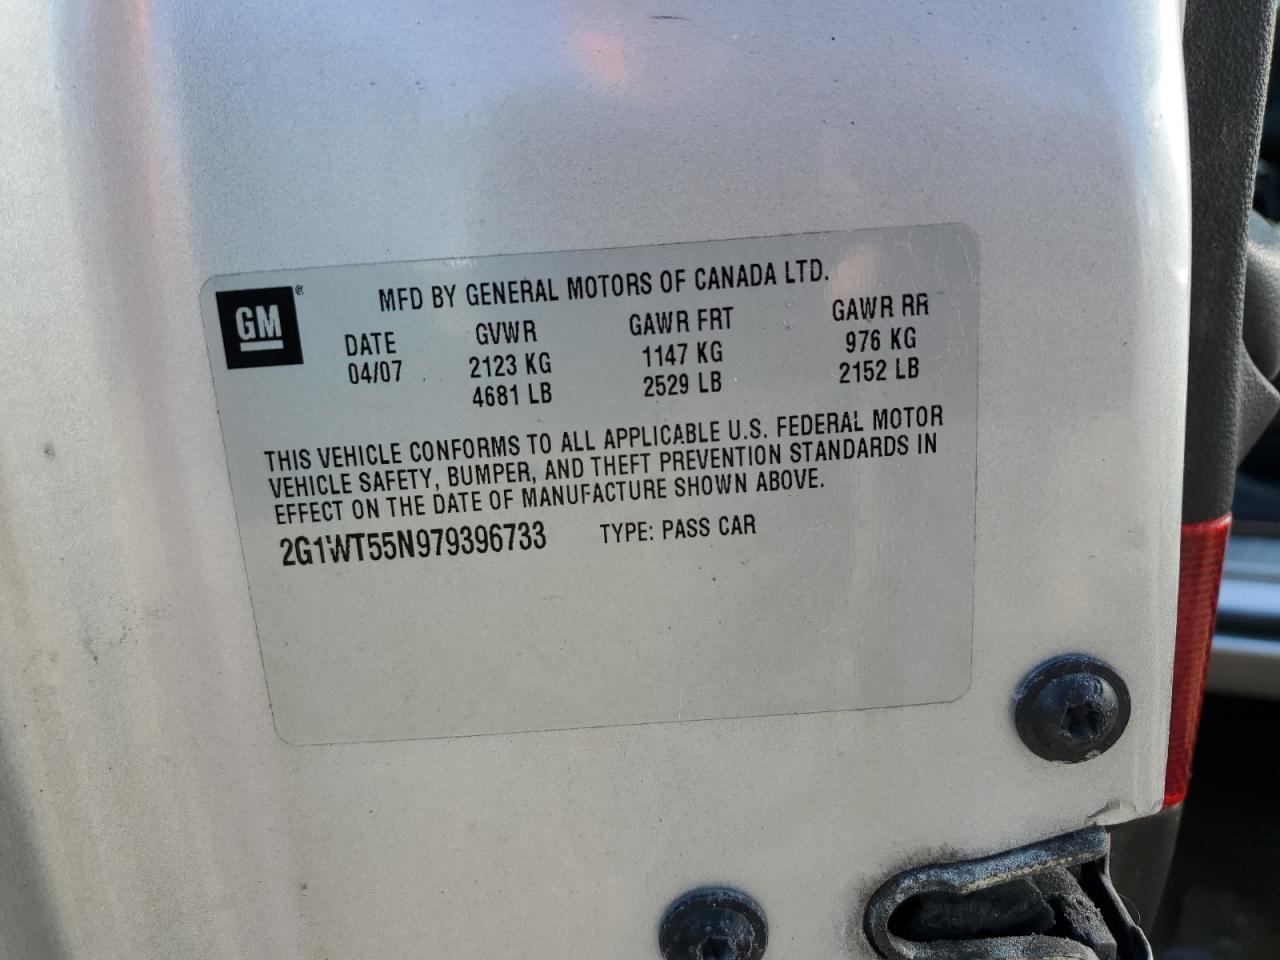 GM®
MFD BY GENERAL MOTORS OF CANADA LTD.
DATE GVWR GAWR FRT GAWR RR
04/07 2123 KG 1147 KG 976 KG
4681 LB 2529 LB 2152 LB
THIS VEHICLE CONFORMS TO ALL APPLICABLE U.S. FEDERAL MOTOR
VEHICLE SAFETY, BUMPER, AND THEFT PREVENTION STANDARDS IN
EFFECT ON THE DATE OF MANUFACTURE SHOWN ABOVE.
2G1WT55N979396733 TYPE: PASS CAR